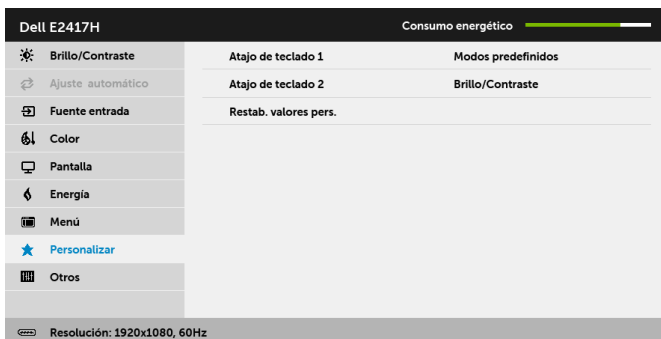 Dell E2417H Consumo energético
Brillo/Contraste Atajo de teclado 1 Modos predefinidos
Ajuste automático Atajo de teclado 2 Brillo/Contraste
Fuente entrada Restab. valores pers.
Color
Pantalla
Energía
Menú
Personalizar
Otros
Resolución: 1920x1080, 60Hz